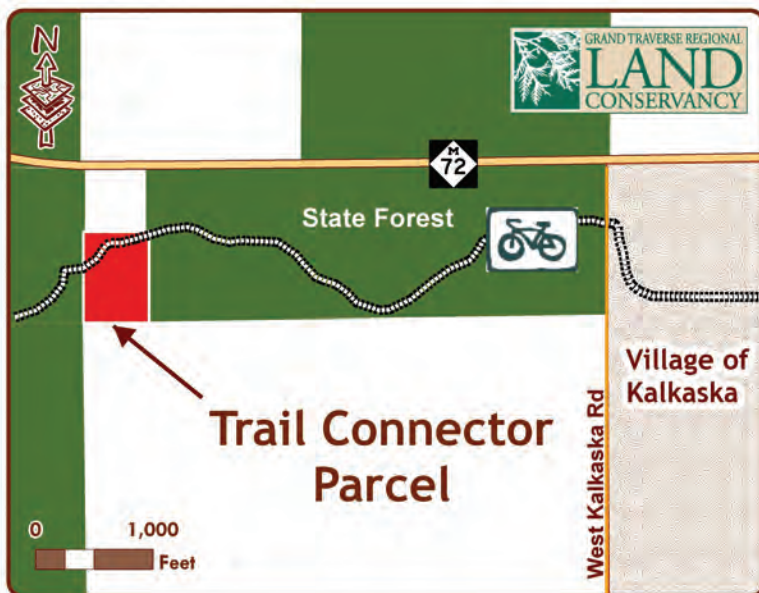 N
GRAND TRAVERSE REGIONAL
LAND
CONSERVANCY
M
72
State Forest
Village of
Kalkaska
Trail Connector
Parcel
West Kalkaska Rd
0 1,000
Feet